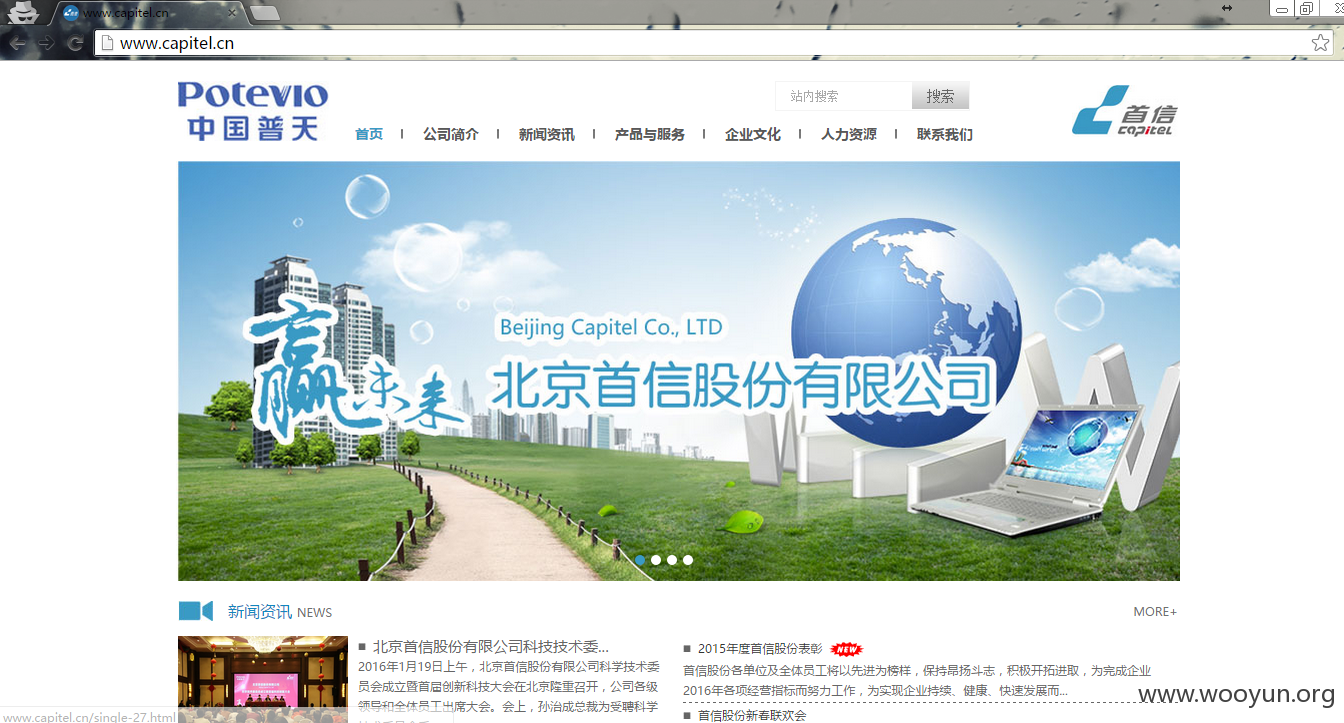 www.capitel.cn
www.capitel.cn
Potevio
中国普天
站内搜索 搜索
首信
capitel
首页 | 公司简介 | 新闻资讯 | 产品与服务 | 企业文化 | 人力资源 | 联系我们
Beijing Capitel Co., LTD
赢未来
北京首信股份有限公司
新闻资讯 NEWS
MORE+
北京首信股份有限公司科技技术委...
2016年1月19日上午，北京首信股份有限公司科学技术委
员会成立暨首届创新科技大会在北京隆重召开，公司各级
领导和全体员工出席大会。会上，孙治成总裁为受聘科学
2015年度首信股份表彰 NEW
首信股份各单位及全体员工将以先进为榜样，保持昂扬斗志，积极开拓进取，为完成企业
2016年各项经营指标而努力工作，为实现企业持续、健康、快速发展而...
首信股份新春联欢会
www.capitel.cn/single-27.html
www.wooyun.org